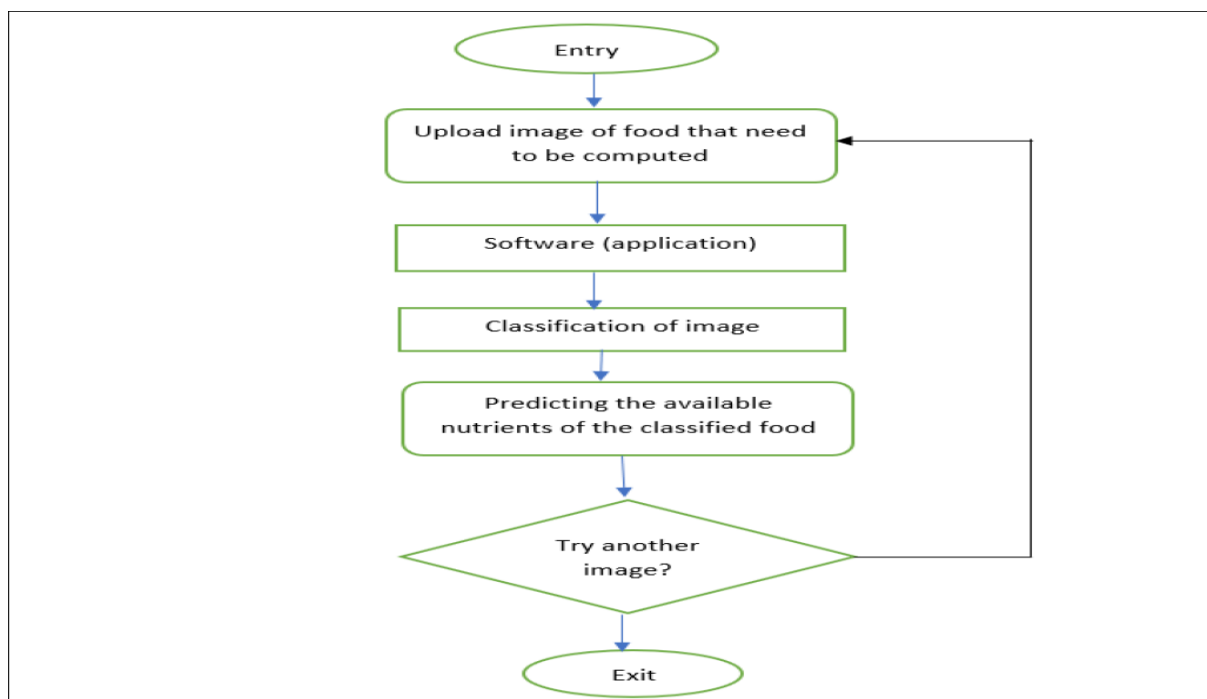 Entry
Upload image of food that need
to be computed
Software (application)
Classification of image
Predicting the available
nutrients of the classified food
Try another
image?
Exit